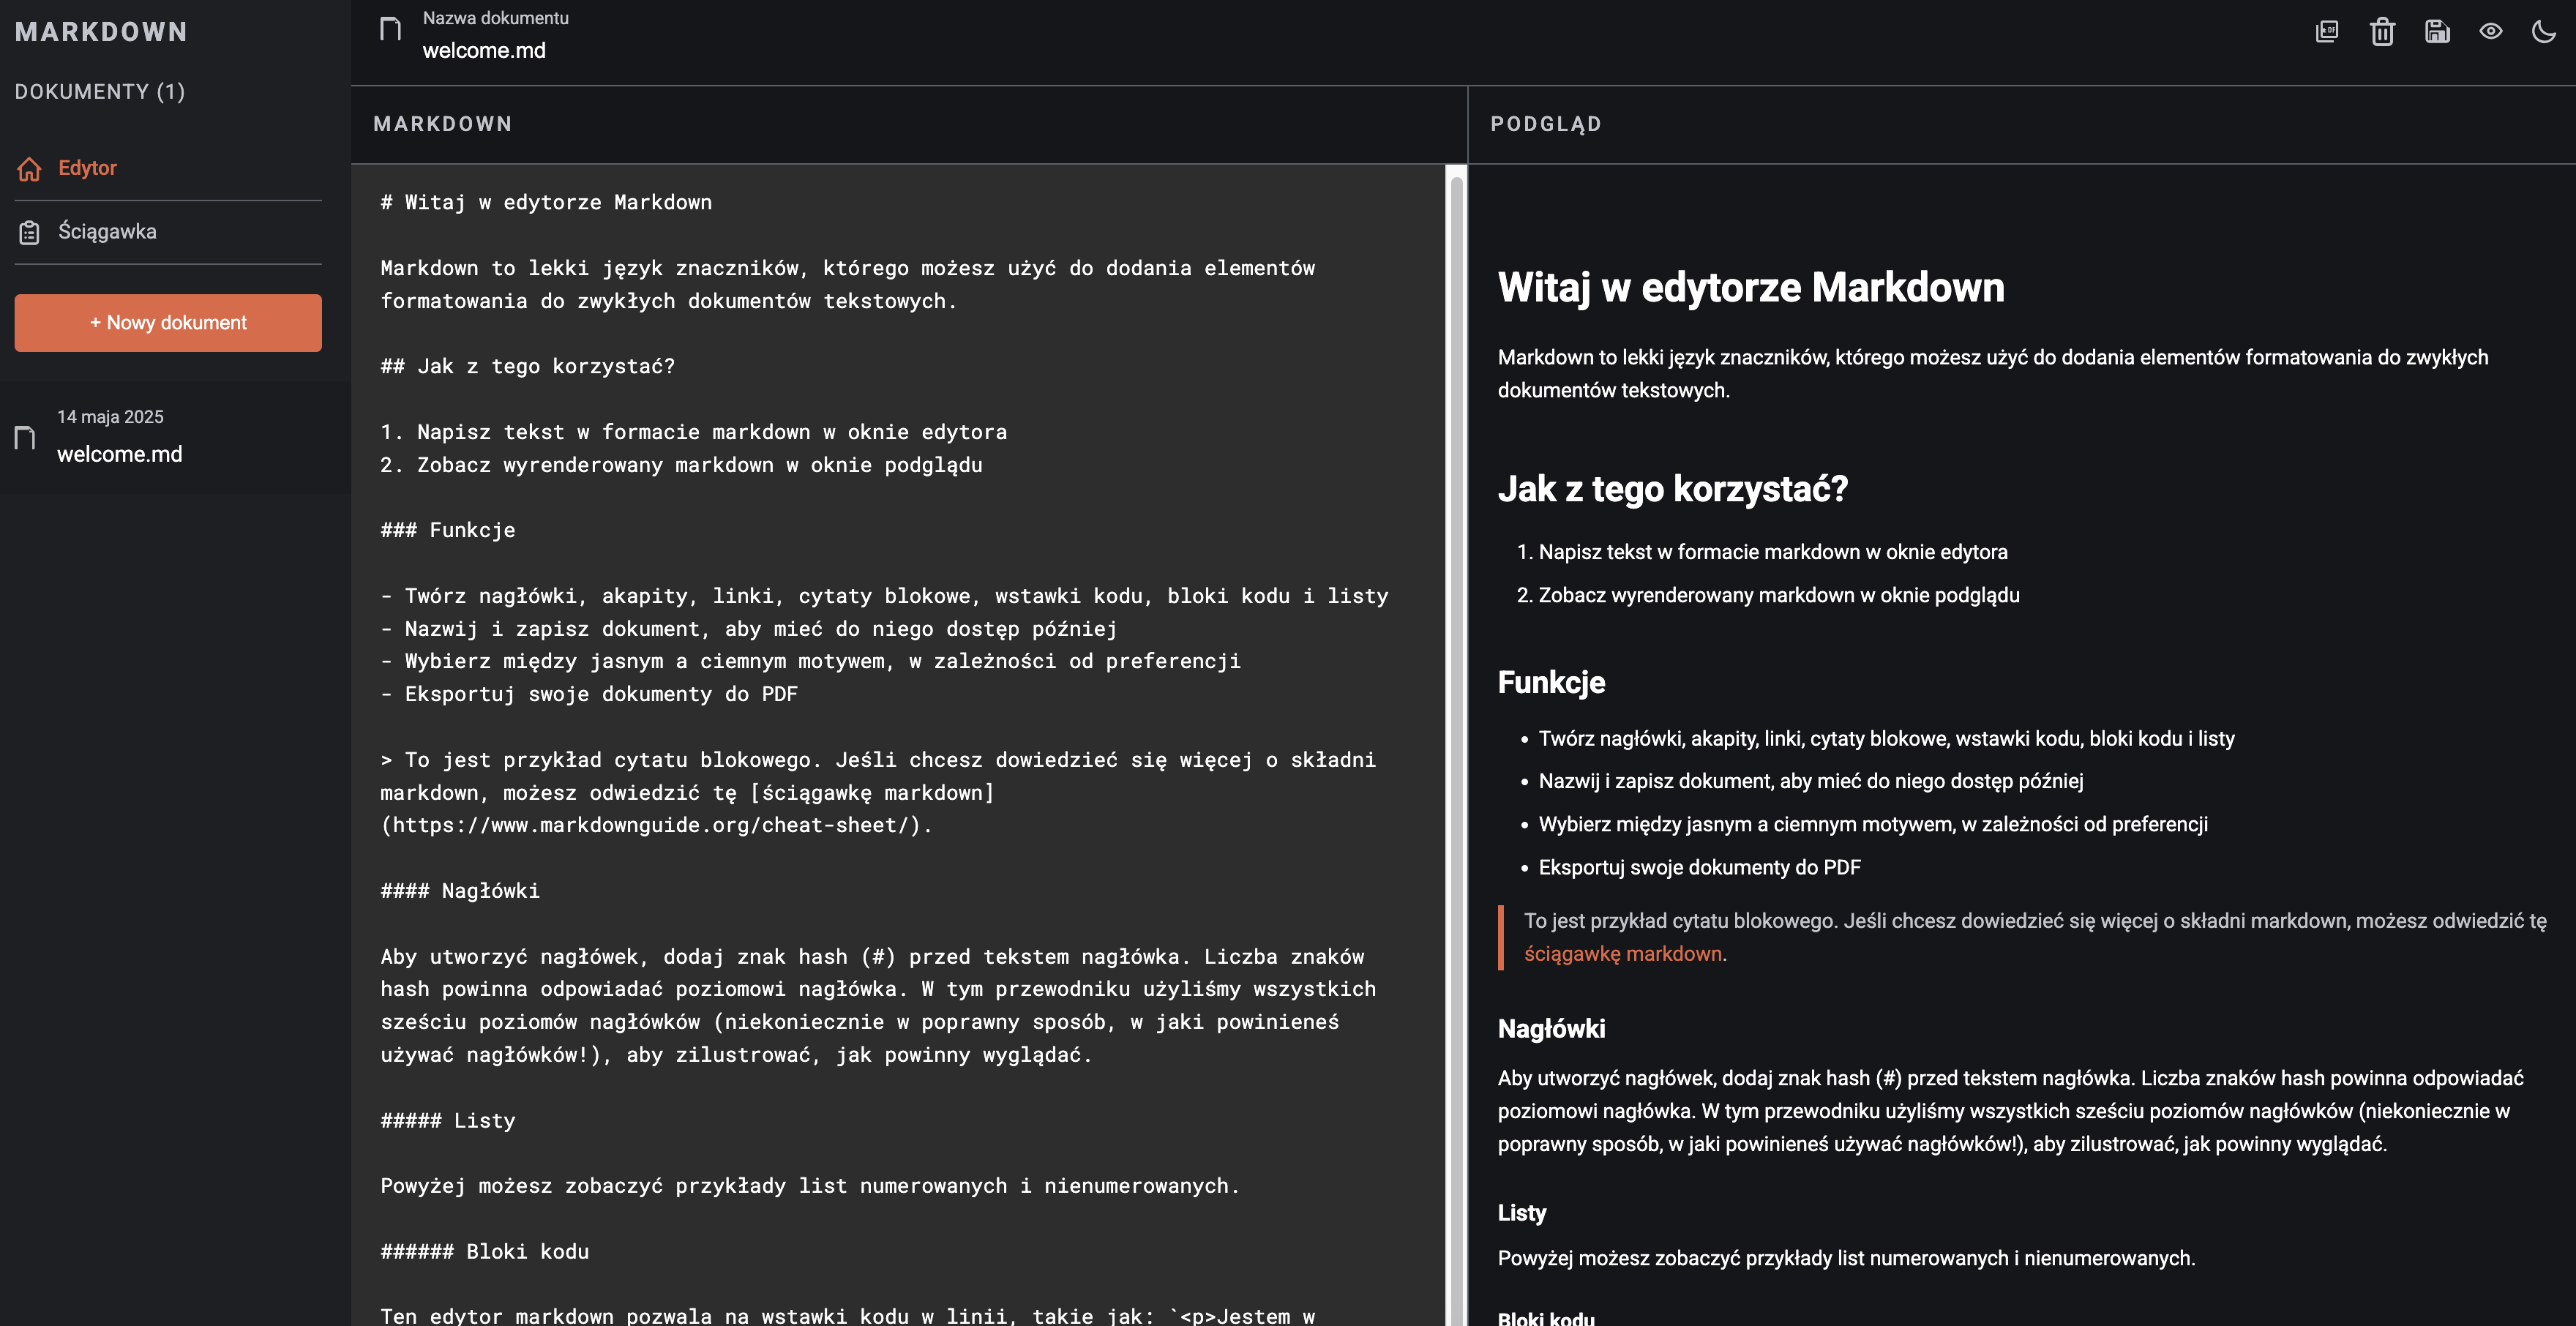 MARKDOWN
DOKUMENTY (1)
Edytor
Ściągawka
+ Nowy dokument
14 maja 2025
welcome.md
Nazwa dokumentu
welcome.md
PDF
MARKDOWN
# Witaj w edytorze Markdown
Markdown to lekki język znaczników, którego możesz użyć do dodania elementów
formatowania do zwykłych dokumentów tekstowych.
## Jak z tego korzystać?
1. Napisz tekst w formacie markdown w oknie edytora
2. Zobacz wyrenderowany markdown w oknie podglądu
### Funkcje
- Twórz nagłówki, akapity, linki, cytaty blokowe, wstawki kodu, bloki kodu i listy
- Nazwij i zapisz dokument, aby mieć do niego dostęp później
- Wybierz między jasnym a ciemnym motywem, w zależności od preferencji
- Eksportuj swoje dokumenty do PDF
> To jest przykład cytatu blokowego. Jeśli chcesz dowiedzieć się więcej o składni
markdown, możesz odwiedzić tę [ściągawkę markdown]
(https://www.markdownguide.org/cheat-sheet/).
#### Nagłówki
Aby utworzyć nagłówek, dodaj znak hash (#) przed tekstem nagłówka. Liczba znaków
hash powinna odpowiadać poziomowi nagłówka. W tym przewodniku użyliśmy wszystkich
sześciu poziomów nagłówków (niekoniecznie w poprawny sposób, w jaki powinieneś
używać nagłówków!), aby zilustrować, jak powinny wyglądać.
##### Listy
Powyżej możesz zobaczyć przykłady list numerowanych i nienumerowanych.
###### Bloki kodu
Ten edytor markdown pozwala na wstawki kodu w linii, takie jak: `<p>Jestem w
PODGLĄD
Witaj w edytorze Markdown
Markdown to lekki język znaczników, którego możesz użyć do dodania elementów formatowania do zwykłych
dokumentów tekstowych.
Jak z tego korzystać?
1. Napisz tekst w formacie markdown w oknie edytora
2. Zobacz wyrenderowany markdown w oknie podglądu
Funkcje
• Twórz nagłówki, akapity, linki, cytaty blokowe, wstawki kodu, bloki kodu i listy
• Nazwij i zapisz dokument, aby mieć do niego dostęp później
• Wybierz między jasnym a ciemnym motywem, w zależności od preferencji
• Eksportuj swoje dokumenty do PDF
To jest przykład cytatu blokowego. Jeśli chcesz dowiedzieć się więcej o składni markdown, możesz odwiedzić tę
ściągawkę markdown.
Nagłówki
Aby utworzyć nagłówek, dodaj znak hash (#) przed tekstem nagłówka. Liczba znaków hash powinna odpowiadać
poziomowi nagłówka. W tym przewodniku użyliśmy wszystkich sześciu poziomów nagłówków (niekoniecznie w
poprawny sposób, w jaki powinieneś używać nagłówków!), aby zilustrować, jak powinny wyglądać.
Listy
Powyżej możesz zobaczyć przykłady list numerowanych i nienumerowanych.
Bloki kodu